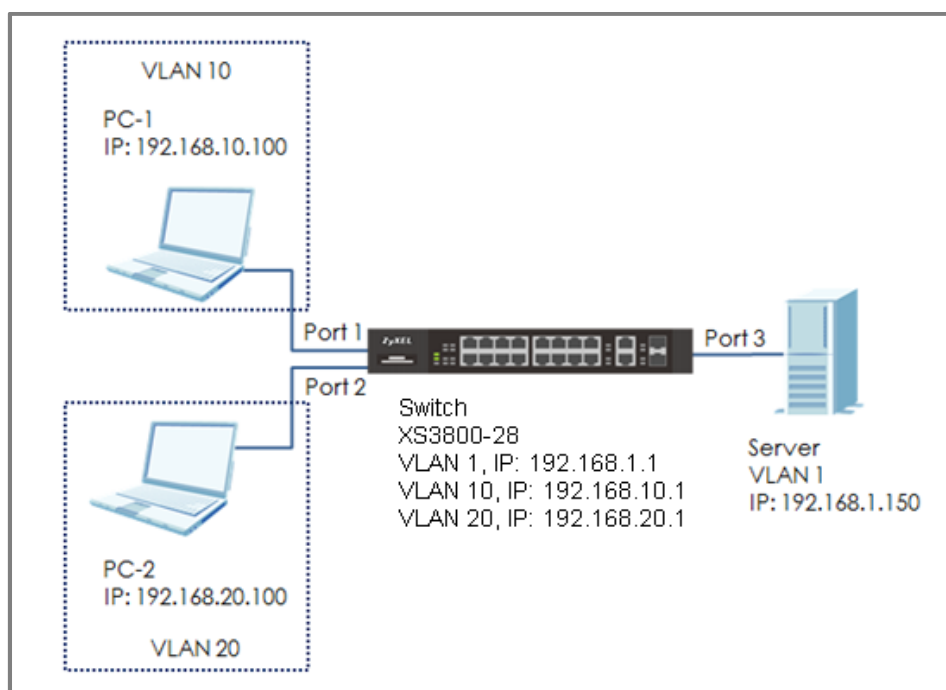 VLAN 10
PC-1
IP: 192.168.10.100
Port 1
Port 2
ZyXEL
Port 3
Switch
XS3800-28
VLAN 1, IP: 192.168.1.1
VLAN 10, IP: 192.168.10.1
VLAN 20, IP: 192.168.20.1
Server
VLAN 1
IP: 192.168.1.150
PC-2
IP: 192.168.20.100
VLAN 20